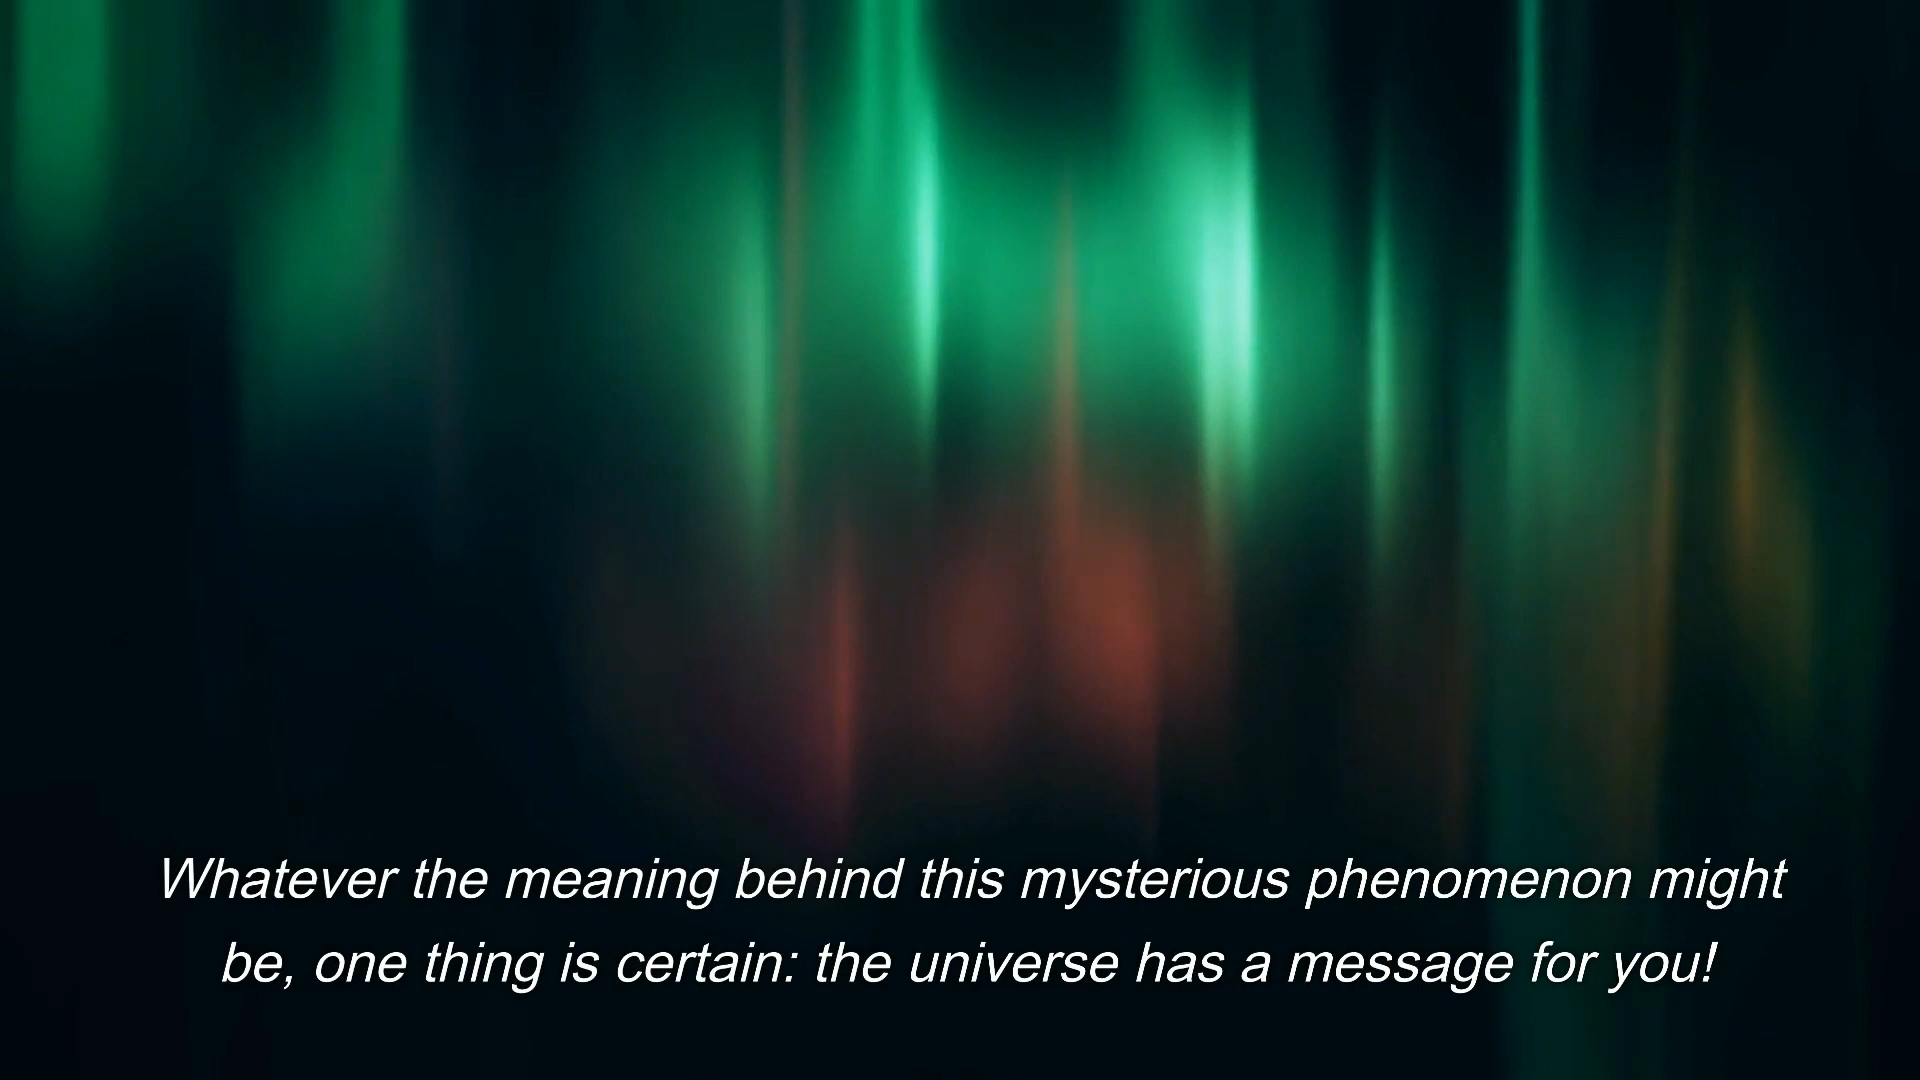 Whatever the meaning behind this mysterious phenomenon might
be, one thing is certain: the universe has a message for you!